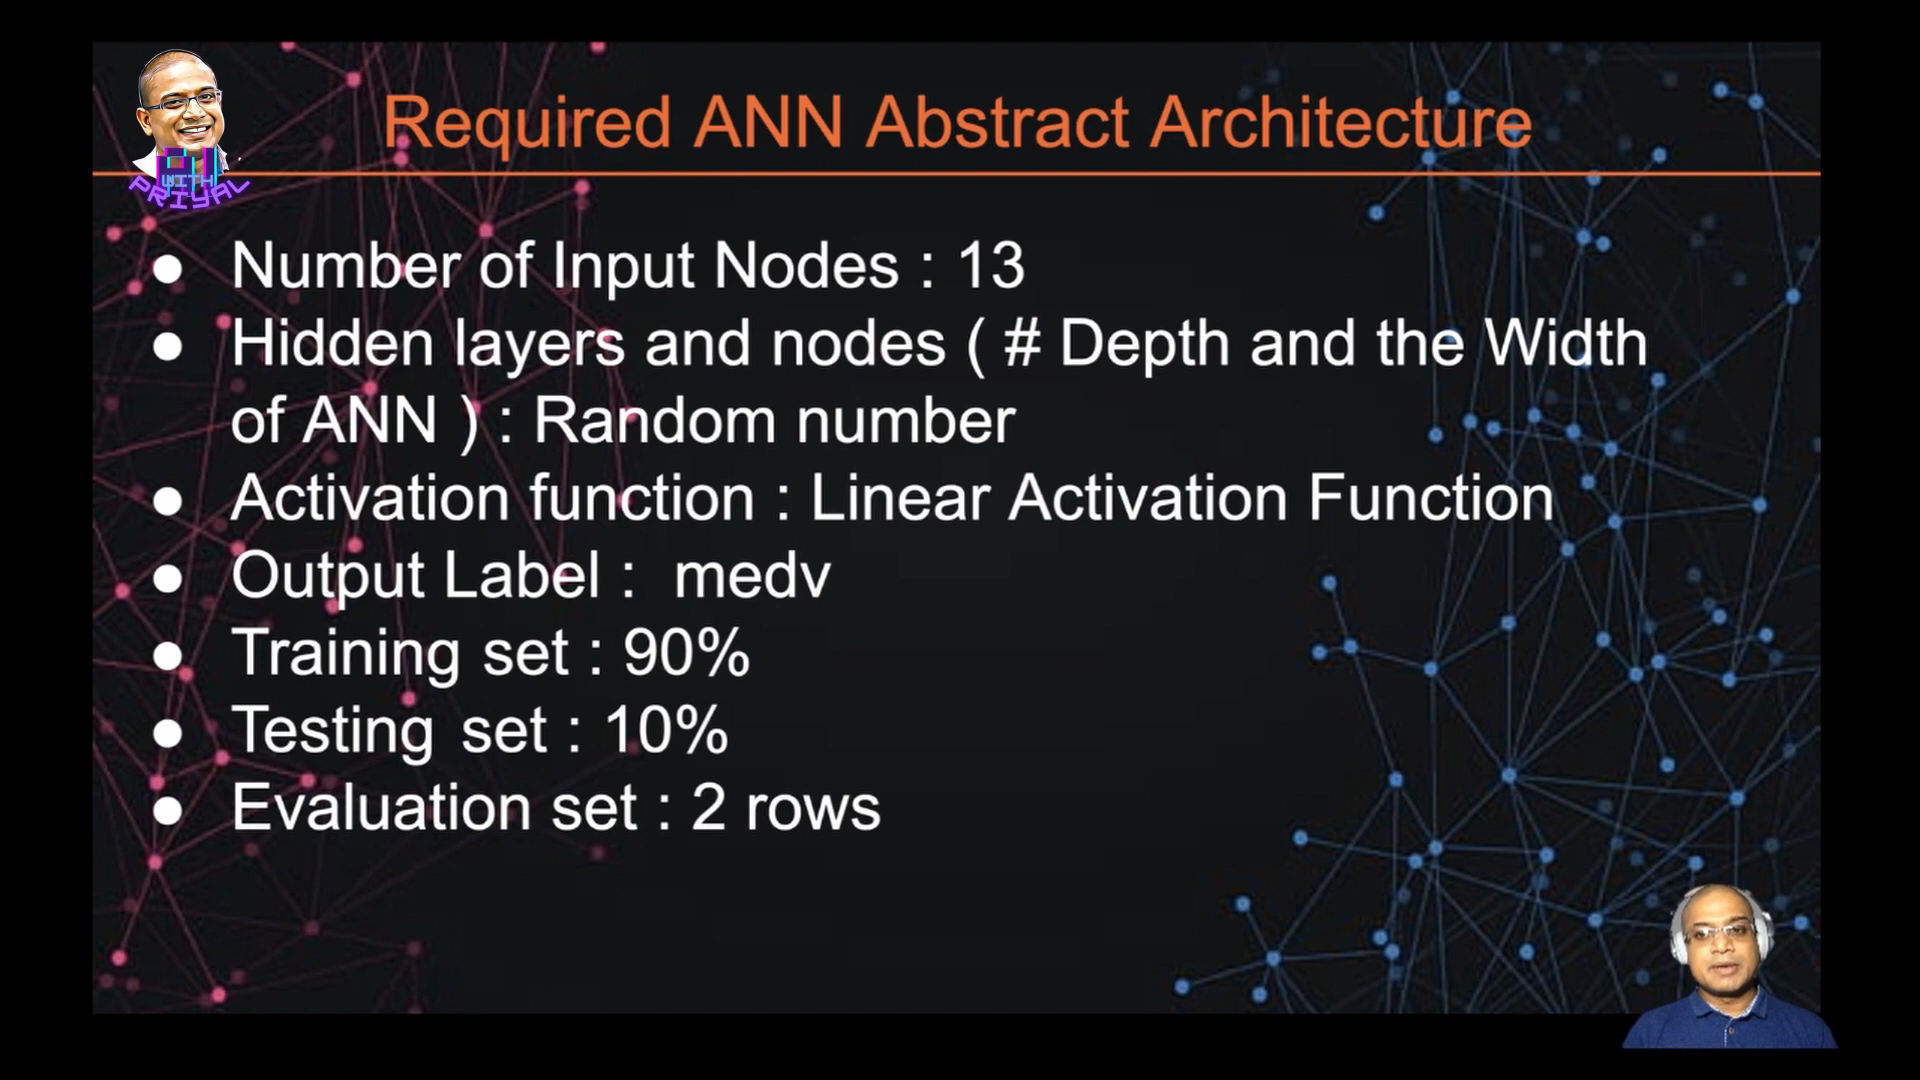 Required ANN Abstract Architecture
WITH
PRIYAL
● Number of Input Nodes : 13
● Hidden layers and nodes ( # Depth and the Width
of ANN ) : Random number
● Activation function : Linear Activation Function
● Output Label : medv
● Training set : 90%
● Testing set : 10%
● Evaluation set : 2 rows